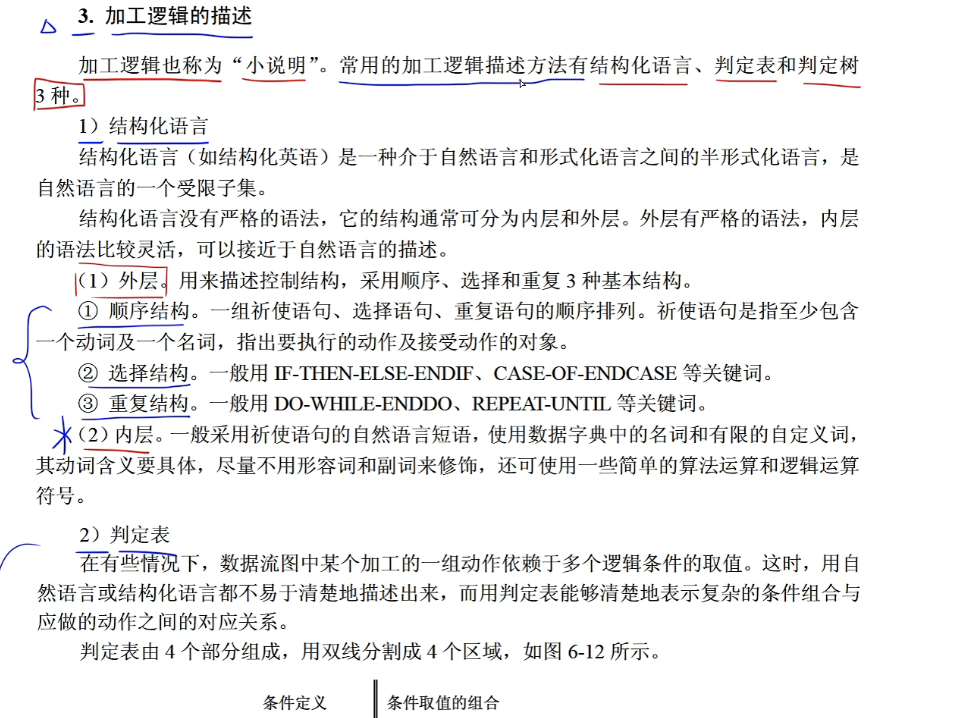 3. 加工逻辑的描述
加工逻辑也称为“小说明”。常用的加工逻辑描述方法有结构化语言、判定表和判定树
3 种。
1）结构化语言
结构化语言（如结构化英语）是一种介于自然语言和形式化语言之间的半形式化语言，是
自然语言的一个受限子集。
结构化语言没有严格的语法，它的结构通常可分为内层和外层。外层有严格的语法，内层
的语法比较灵活，可以接近于自然语言的描述。
（1）外层。用来描述控制结构，采用顺序、选择和重复 3 种基本结构。
① 顺序结构。一组祈使语句、选择语句、重复语句的顺序排列。祈使语句是指至少包含
一个动词及一个名词，指出要执行的动作及接受动作的对象。
② 选择结构。一般用 IF-THEN-ELSE-ENDIF、CASE-OF-ENDCASE 等关键词。
③ 重复结构。一般用 DO-WHILE-ENDDO、REPEAT-UNTIL 等关键词。
（2）内层。一般采用祈使语句的自然语言短语，使用数据字典中的名词和有限的自定义词，
其动词含义要具体，尽量不用形容词和副词来修饰，还可使用一些简单的算法运算和逻辑运算
符号。
2）判定表
在有些情况下，数据流图中某个加工的一组动作依赖于多个逻辑条件的取值。这时，用自
然语言或结构化语言都不易于清楚地描述出来，而用判定表能够清楚地表示复杂的条件组合与
应做的动作之间的对应关系。
判定表由 4 个部分组成，用双线分割成 4 个区域，如图 6-12 所示。
条件定义 条件取值的组合